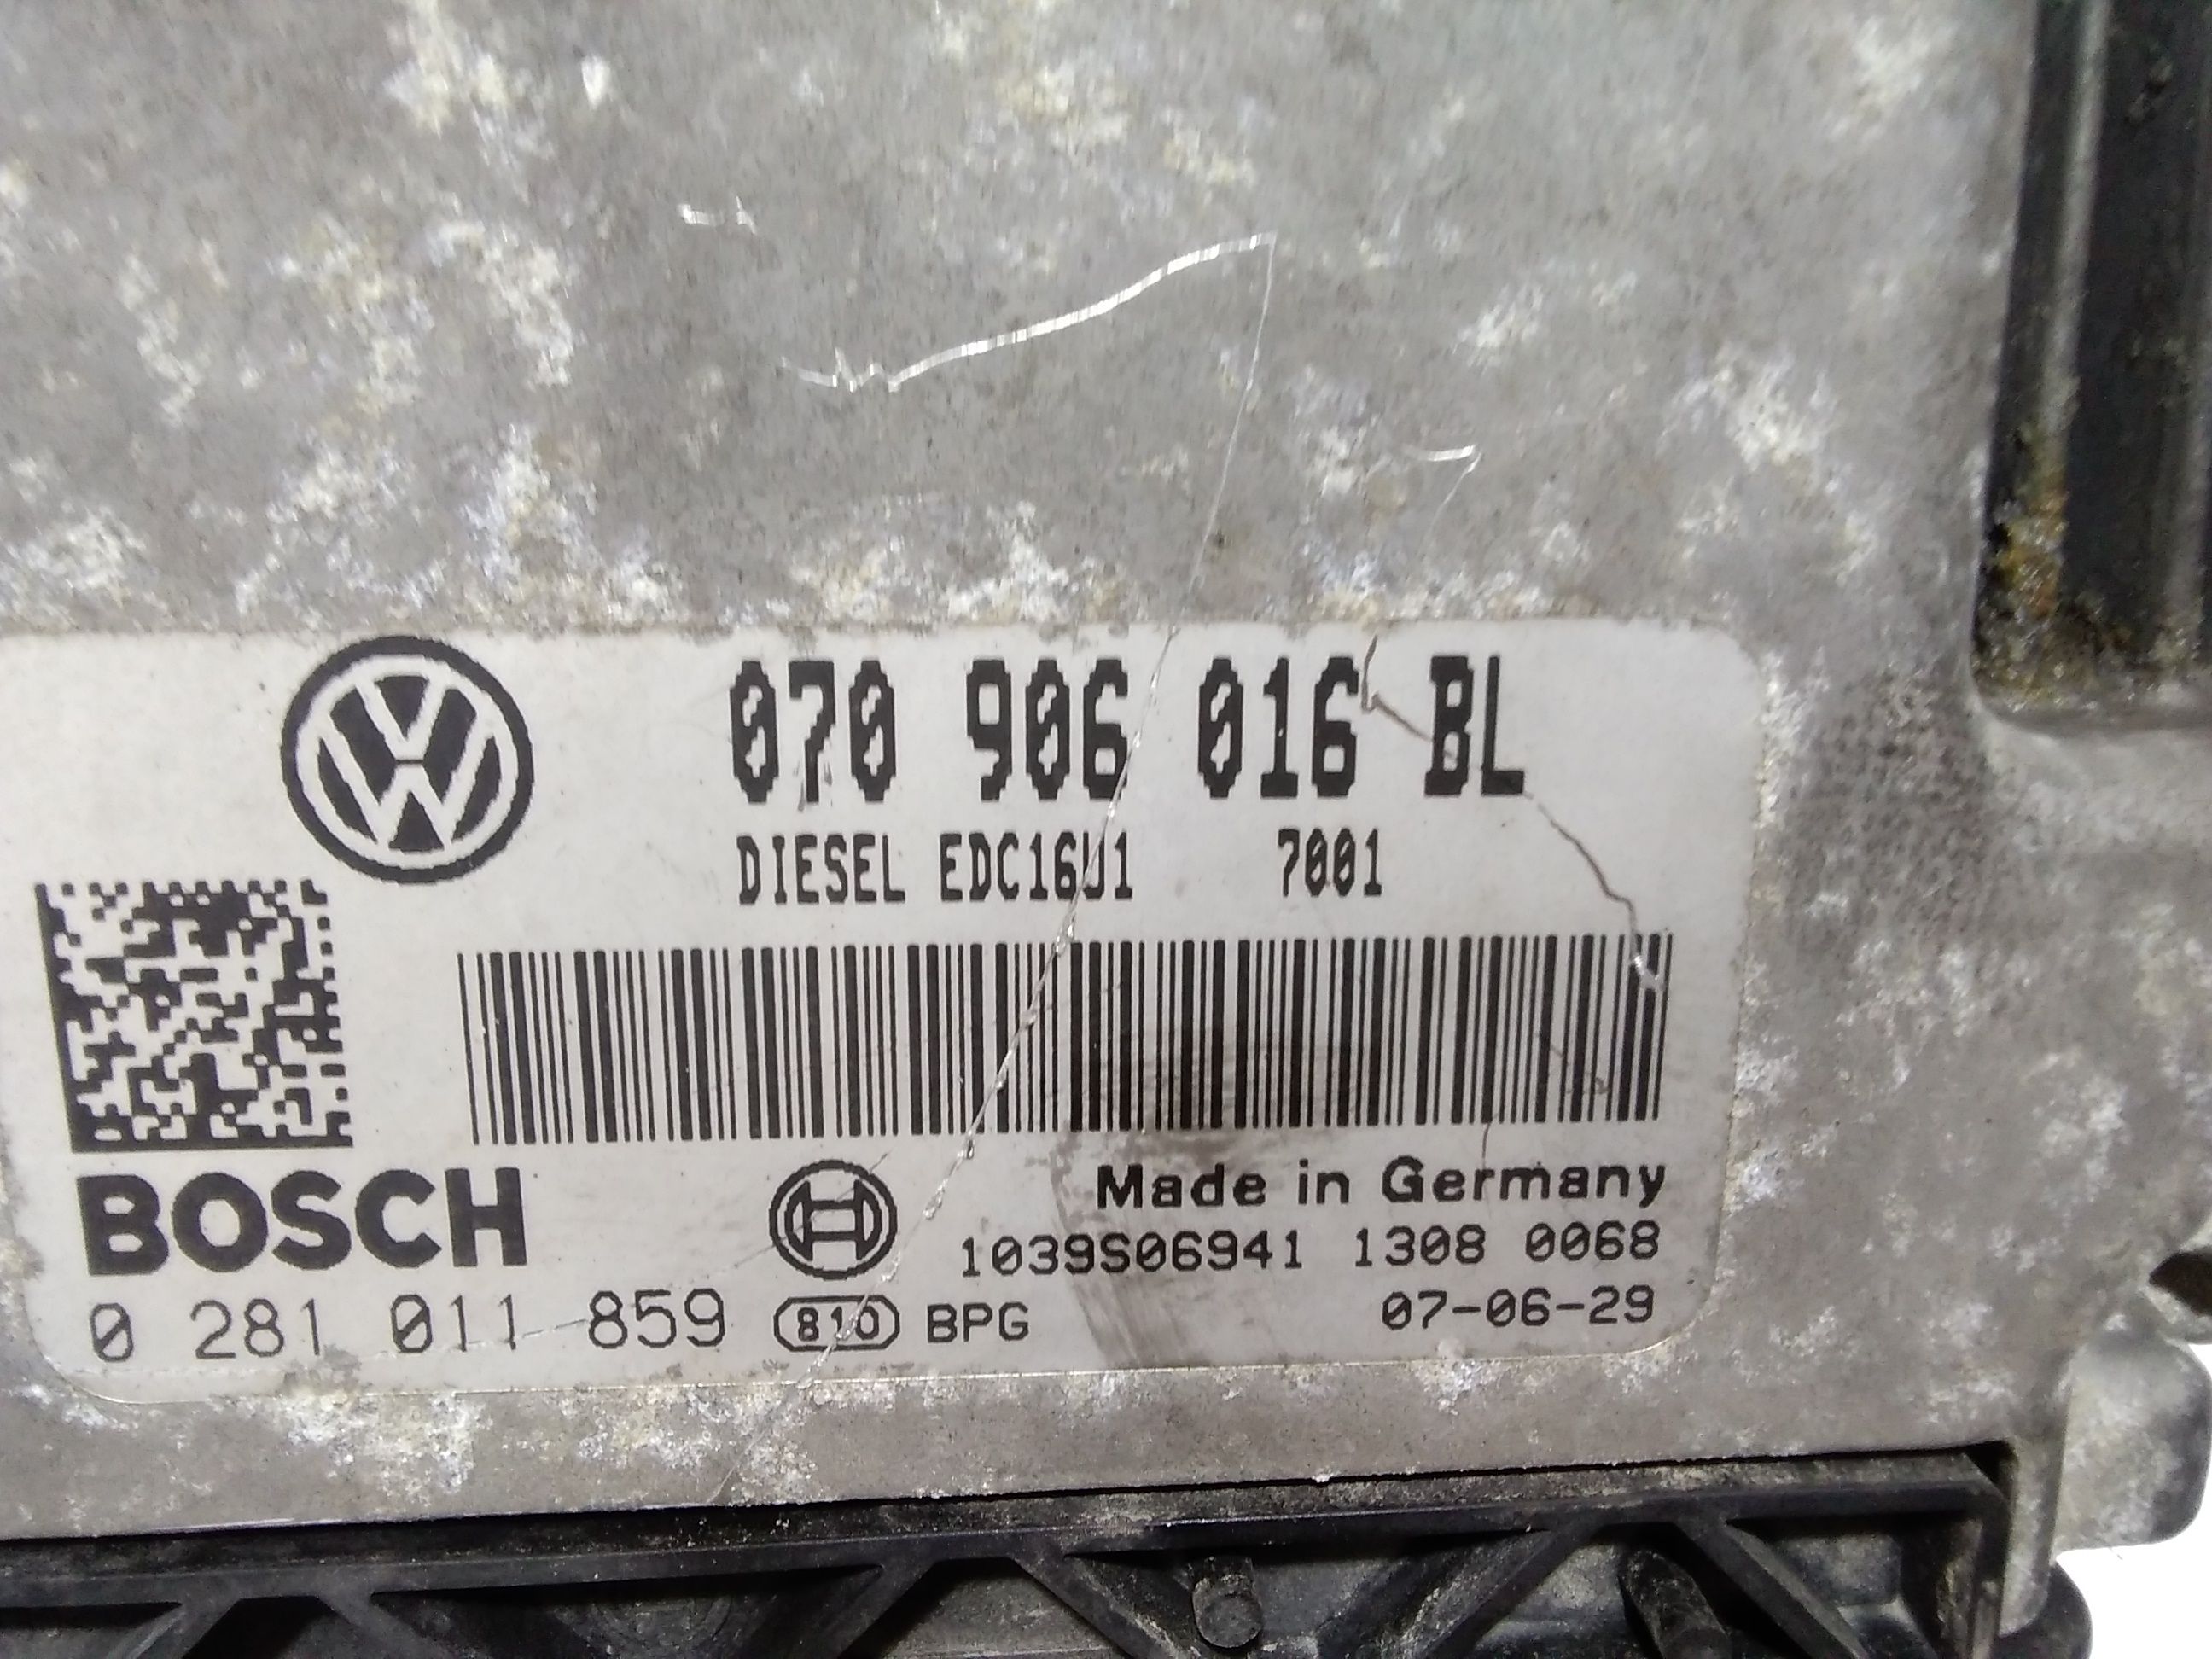 070 906 016 BL
DIESEL EDC16U1 7001
BOSCH
Made in Germany
1039S06941 1308 0068
0 281 011 859 810 BPG 07-06-29